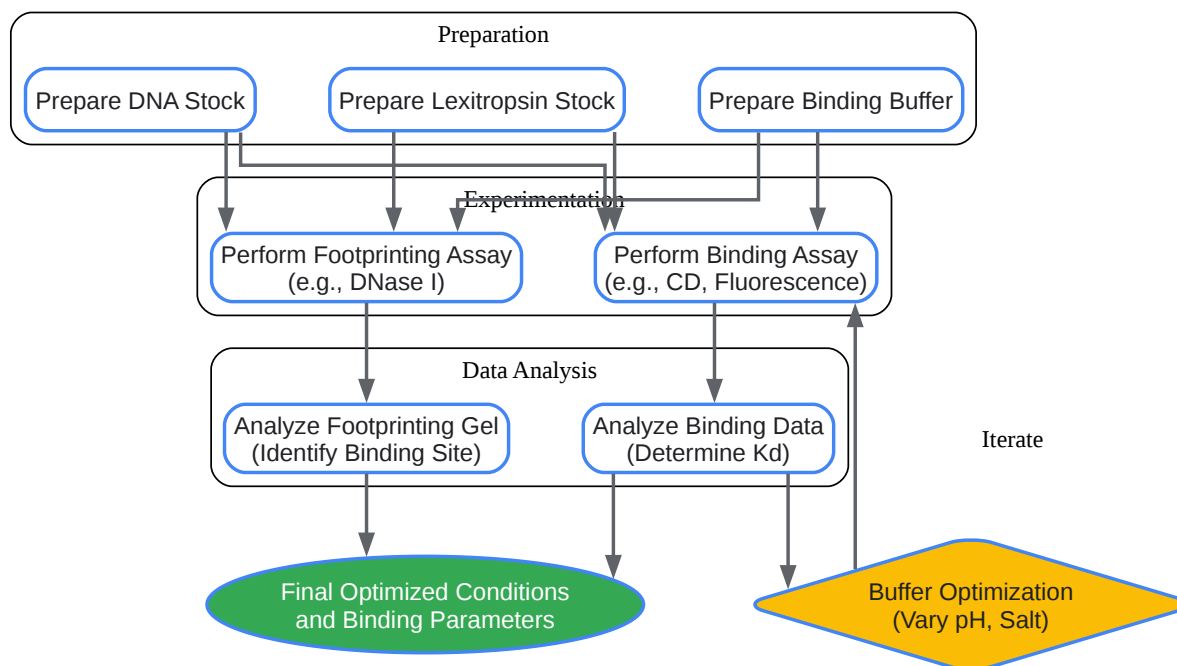 Preparation
Prepare DNA Stock
Prepare Lexitropsin Stock
Prepare Binding Buffer
Experimentation
Perform Footprinting Assay
(e.g., DNase I)
Perform Binding Assay
(e.g., CD, Fluorescence)
Data Analysis
Analyze Footprinting Gel
(Identify Binding Site)
Analyze Binding Data
(Determine Kd)
Iterate
Final Optimized Conditions
and Binding Parameters
Buffer Optimization
(Vary pH, Salt)